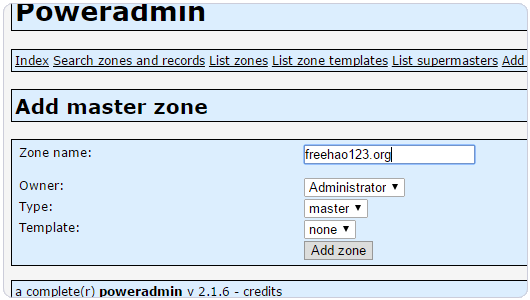 Poweradmin
Index Search zones and records List zones List zone templates List supermasters Add
Add master zone
Zone name: freehao123.org
Owner: Administrator
Type: master
Template: none
Add zone
a complete(r) poweradmin v 2.1.6 - credits